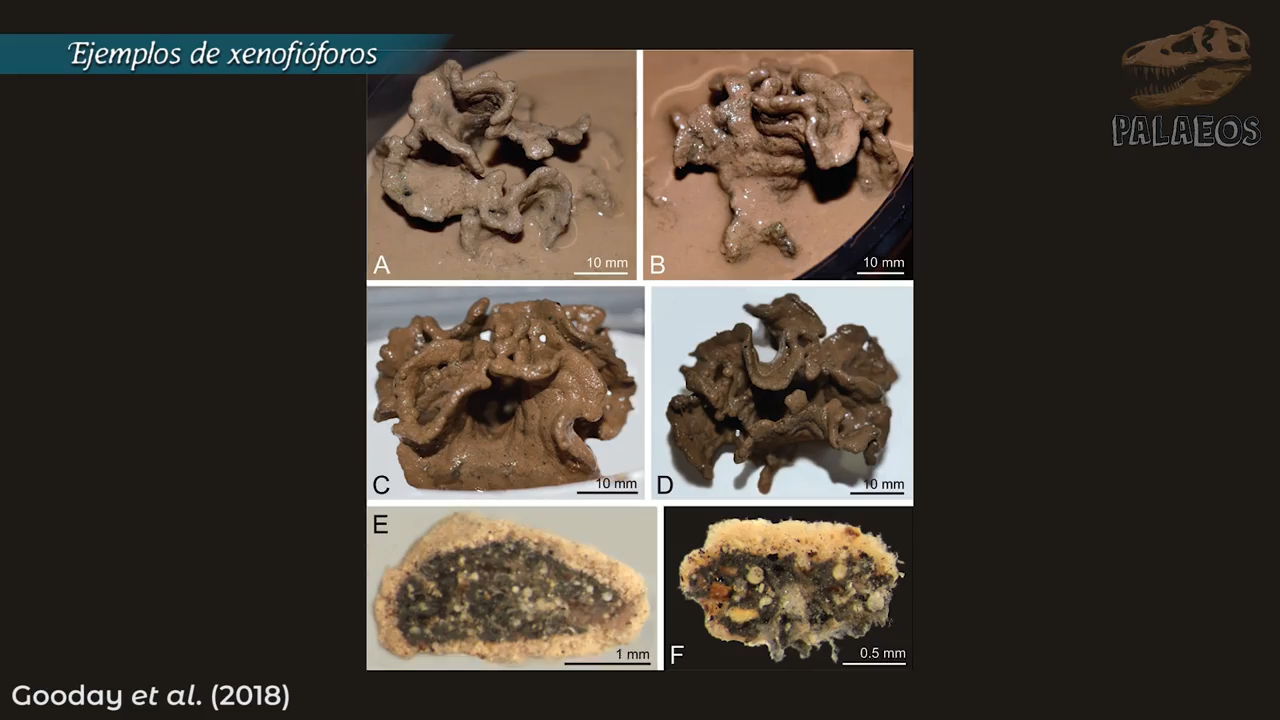 Ejemplos de xenofióforos
PALAEOS
A
10 mm
B
10 mm
C
10 mm
D
10 mm
E
1 mm
F
0.5 mm
Gooday et al. (2018)